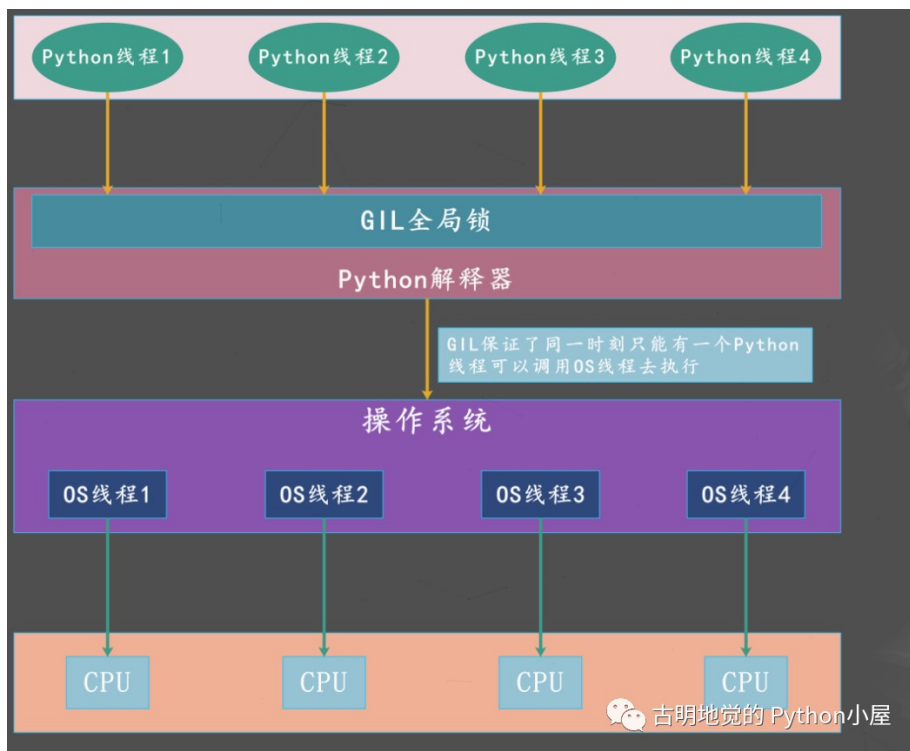 Python线程1
Python线程2
Python线程3
Python线程4
GIL全局锁
Python解释器
GIL保证了同一时刻只能有一个Python
线程可以调用OS线程去执行
操作系统
OS线程1
OS线程2
OS线程3
OS线程4
CPU
CPU
CPU
CPU
古明地觉的 Python小屋